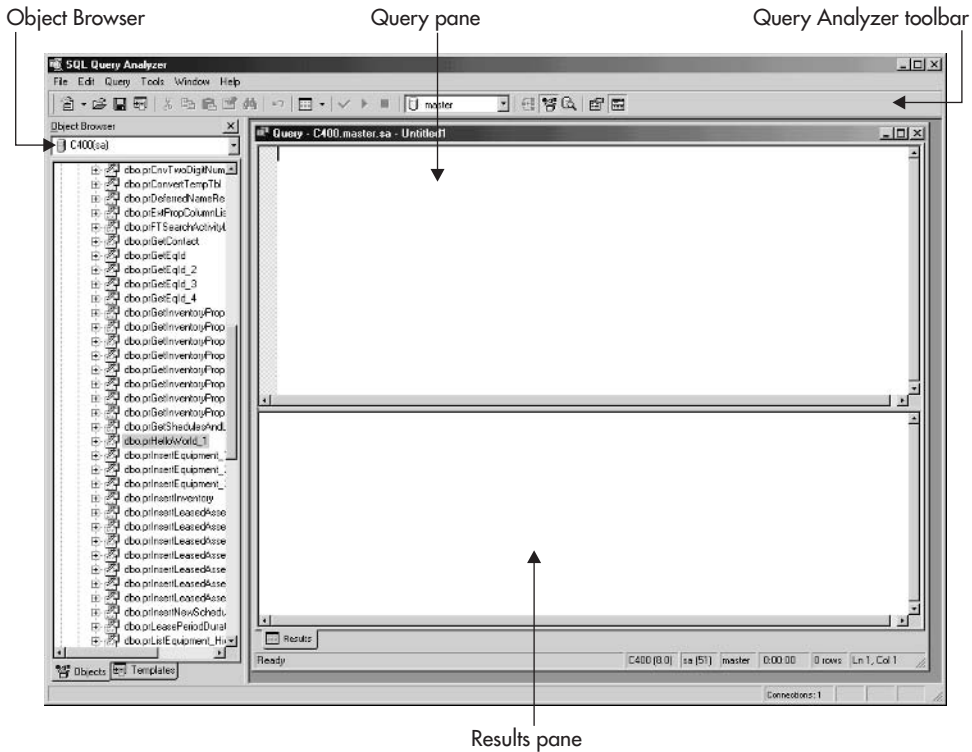 Object Browser
Query pane
Query Analyzer toolbar
SQL Query Analyzer
File Edit Query Tools Window Help
master
Object Browser
C400(sa)
Query - C400.master.sa - Untitled1
dbo.prCnvTwoDigitNum
dbo.prConvertTempTbl
dbo.prDeferredNameRe
dbo.prExtPropColumnLis
dbo.prFTSearchActivityL
dbo.prGetContact
dbo.prGetEqId
dbo.prGetEqId_2
dbo.prGetEqId_3
dbo.prGetEqId_4
dbo.prGetInventoryProp
dbo.prGetInventoryProp
dbo.prGetInventoryProp
dbo.prGetInventoryProp
dbo.prGetInventoryProp
dbo.prGetInventoryProp
dbo.prGetInventoryProp
dbo.prGetInventoryProp
dbo.prGetShedulesAndL
dbo.prHelloWorld_1
dbo.prInsertEquipment_
dbo.prInsertEquipment_
dbo.prInsertEquipment_
dbo.prInsertInventory
dbo.prInsertLeasedAsse
dbo.prInsertLeasedAsse
dbo.prInsertLeasedAsse
dbo.prInsertLeasedAsse
dbo.prInsertLeasedAsse
dbo.prInsertLeasedAsse
dbo.prInsertLeasedAsse
dbo.prInsertNewSchedu
dbo.prLeasePeriodDurat
dbo.prListEquipment_Hi
Objects Templates
Results
Ready C400 (8.0) sa (51) master 0:00:00 0 rows Ln 1, Col 1
Connections: 1
Results pane